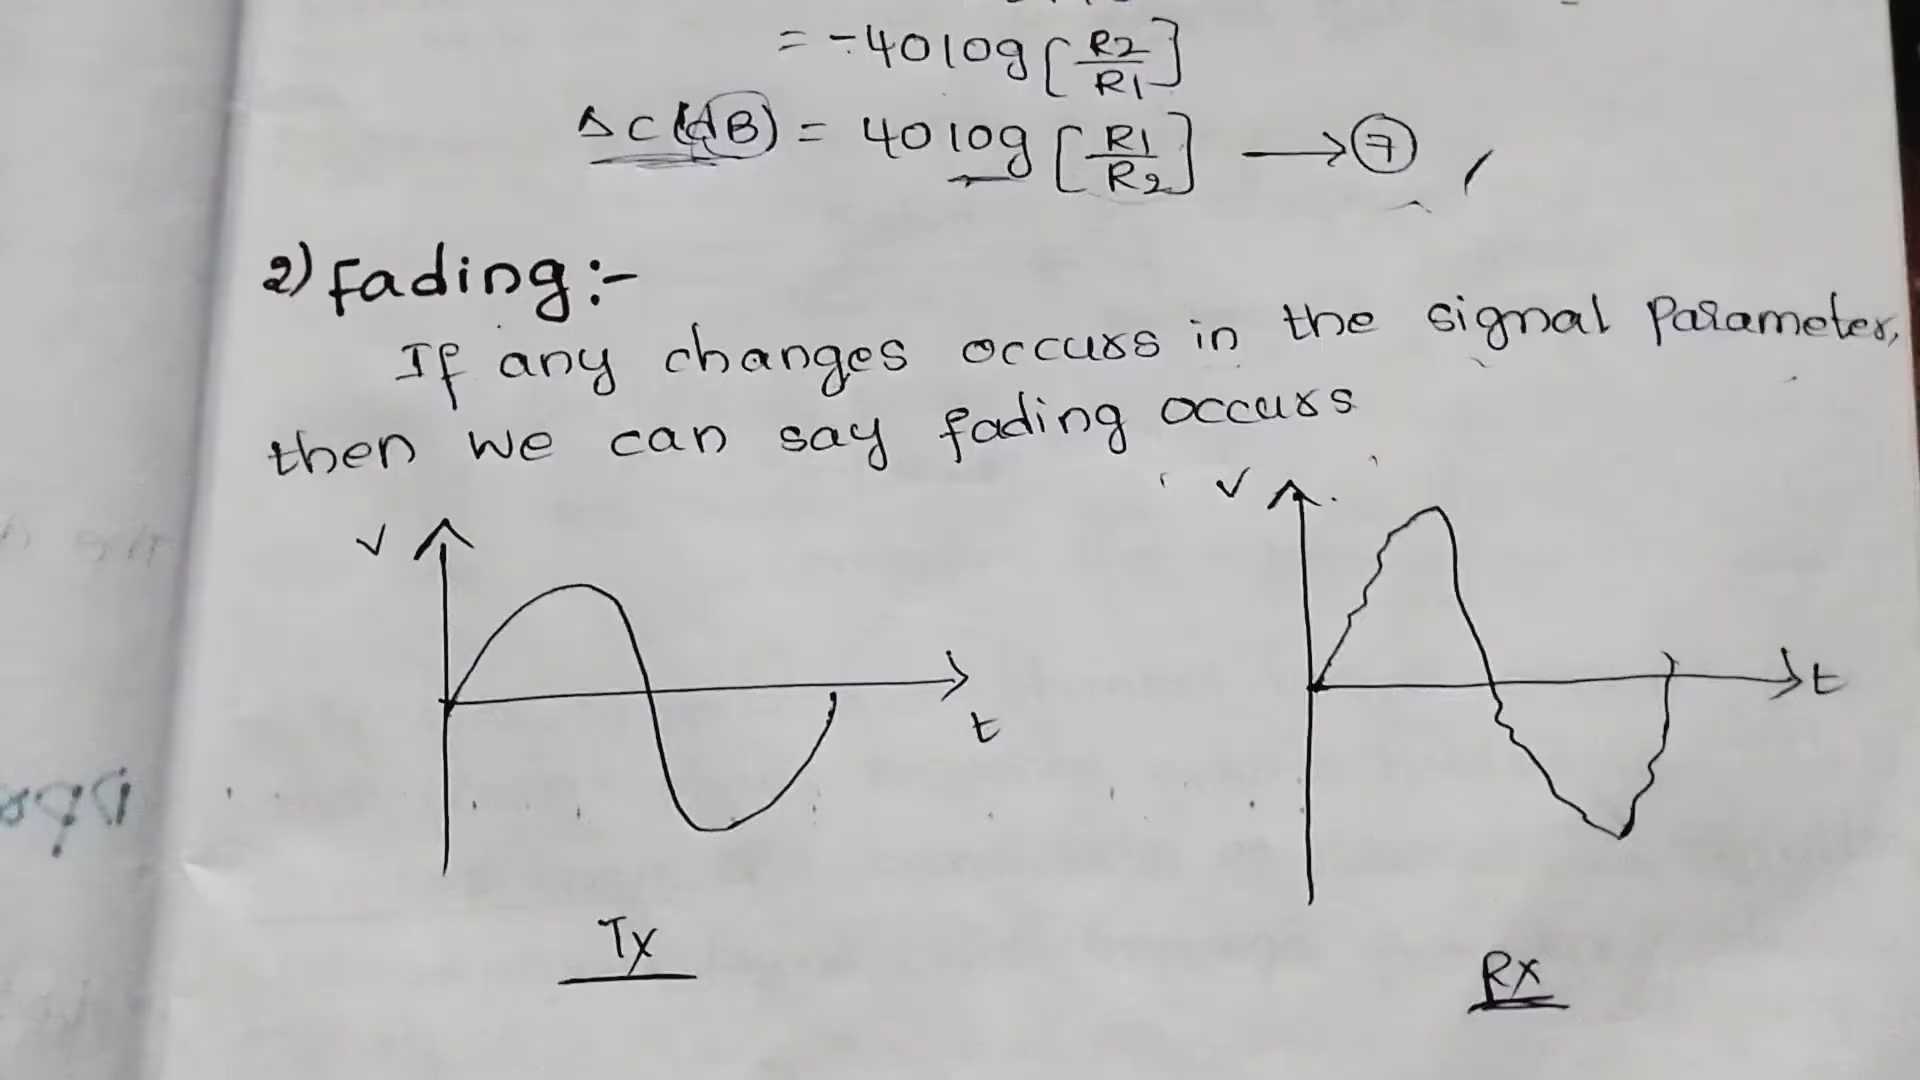 = -40 log [R2/R1]
ΔC(dB) = 40 log [R1/R2] → 7
2) Fading:-
If any changes occurs in the signal Parameter,
then we can say fading occurs
V
V
t
t
Tx
Rx